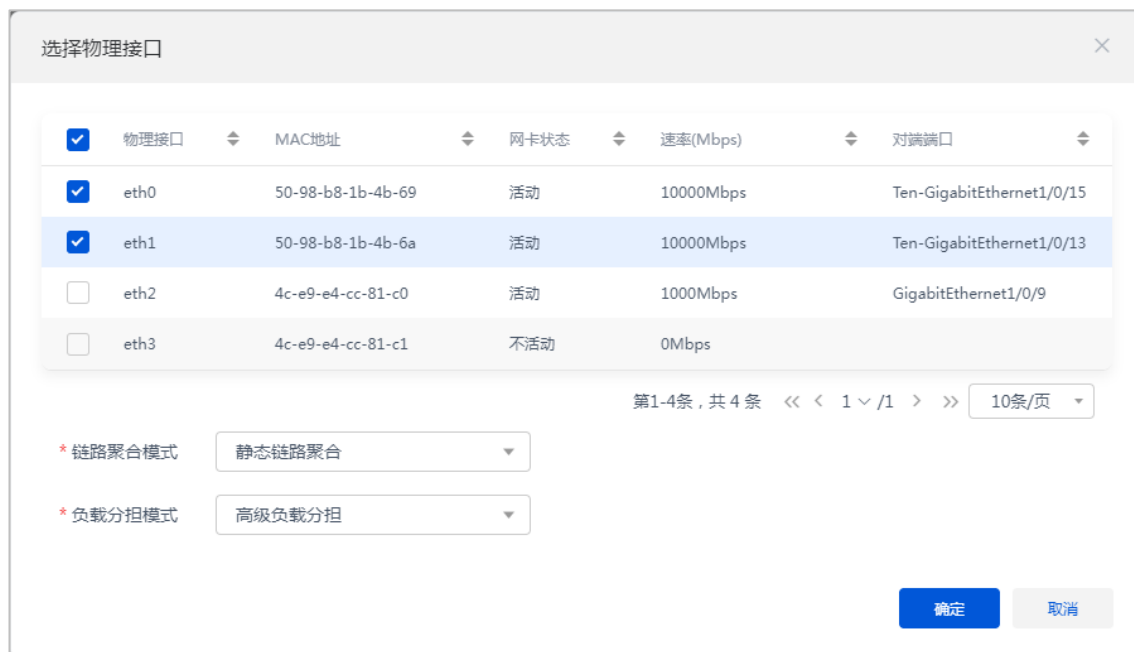 选择物理接口
物理接口 MAC地址 网卡状态 速率(Mbps) 对端端口
eth0 50-98-b8-1b-4b-69 活动 10000Mbps Ten-GigabitEthernet1/0/15
eth1 50-98-b8-1b-4b-6a 活动 10000Mbps Ten-GigabitEthernet1/0/13
eth2 4c-e9-e4-cc-81-c0 活动 1000Mbps GigabitEthernet1/0/9
eth3 4c-e9-e4-cc-81-c1 不活动 0Mbps
第1-4条，共 4 条 << < 1 /1 > >> 10条/页
* 链路聚合模式 静态链路聚合
* 负载分担模式 高级负载分担
确定 取消